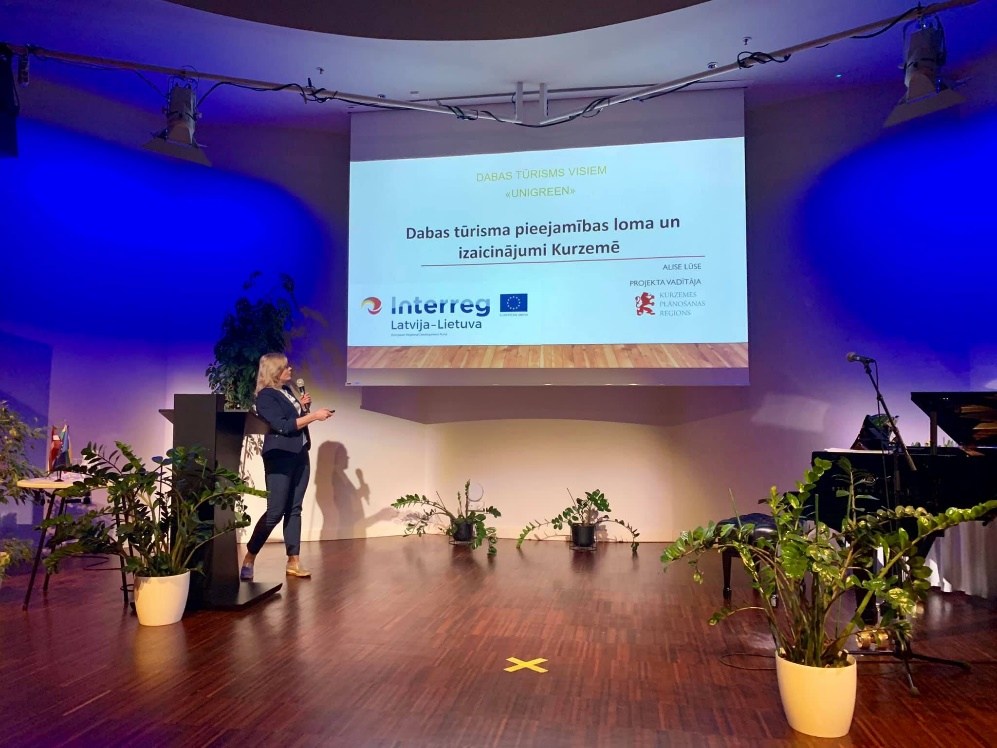 DABAS TŪRISMS VISIEM
«UNIGREEN»
Dabas tūrisma pieejamības loma un
izaicinājumi Kurzemē
ALISE LŪSE
PROJEKTA VADĪTĀJA
Interreg
Latvija–Lietuva
KURZEMES
PLĀNOŠANAS
REĢIONS